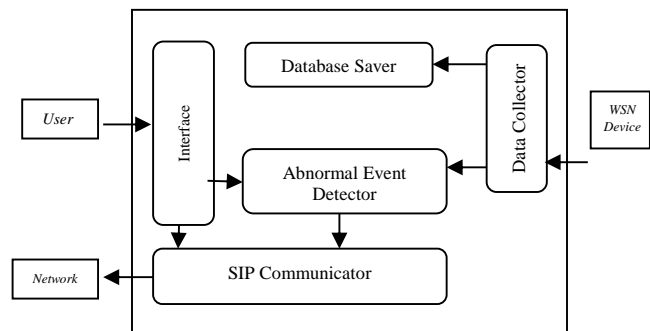 User
Interface
Database Saver
Data Collector
WSN
Device
Abnormal Event
Detector
Network
SIP Communicator